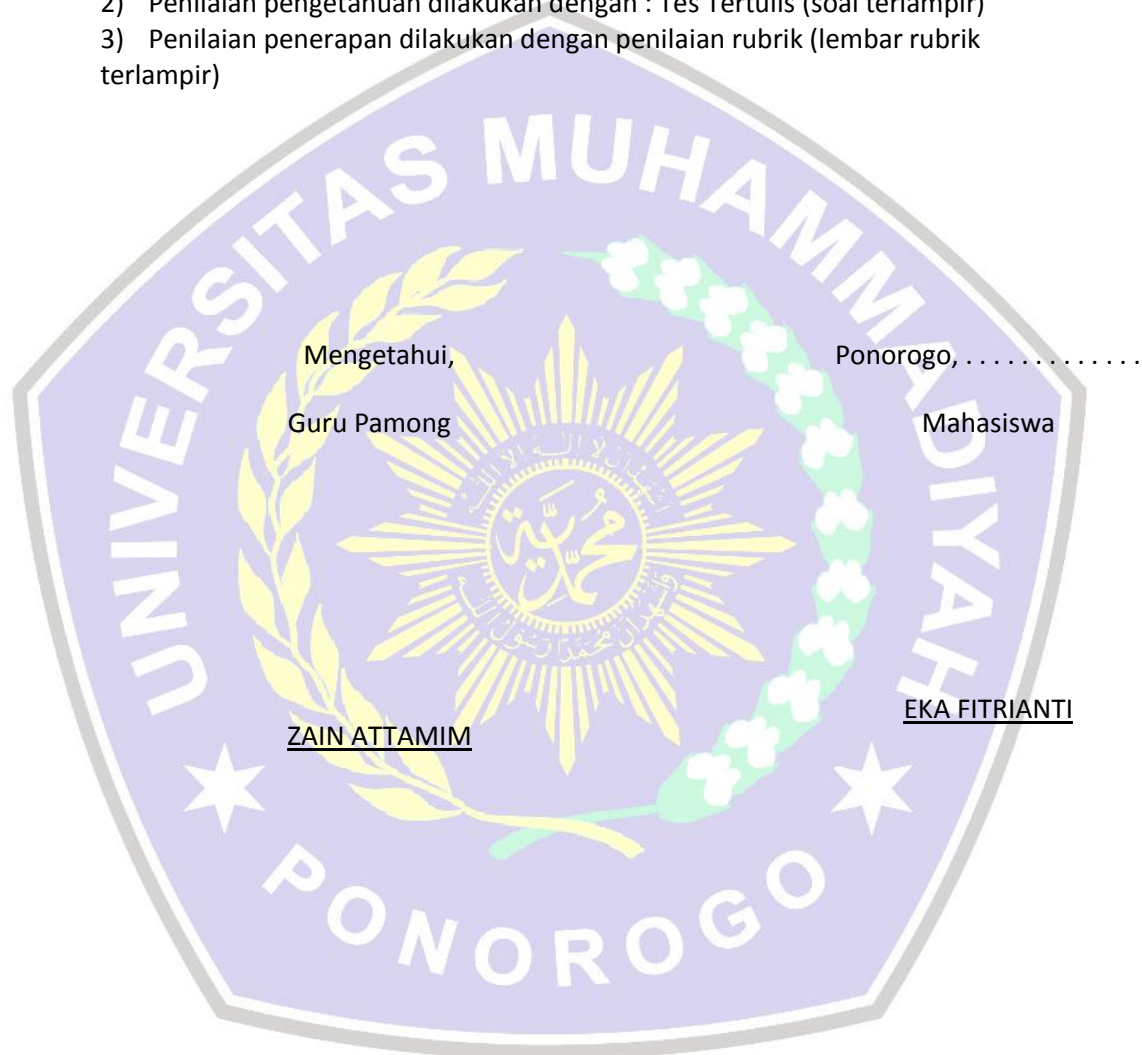 2) Penilaian pengetahuan dilakukan dengan : Tes Tertulis (soal terlampir)
3) Penilaian penerapan dilakukan dengan penilaian rubrik (lembar rubrik
terlampir)
UNIVERSITAS MUHAMMADIYAH
Mengetahui,
Ponorogo, . . . . . . . . . . . . .
Guru Pamong
Mahasiswa
محمدية
EKA FITRIANTI
ZAIN ATTAMIM
PONOROGO